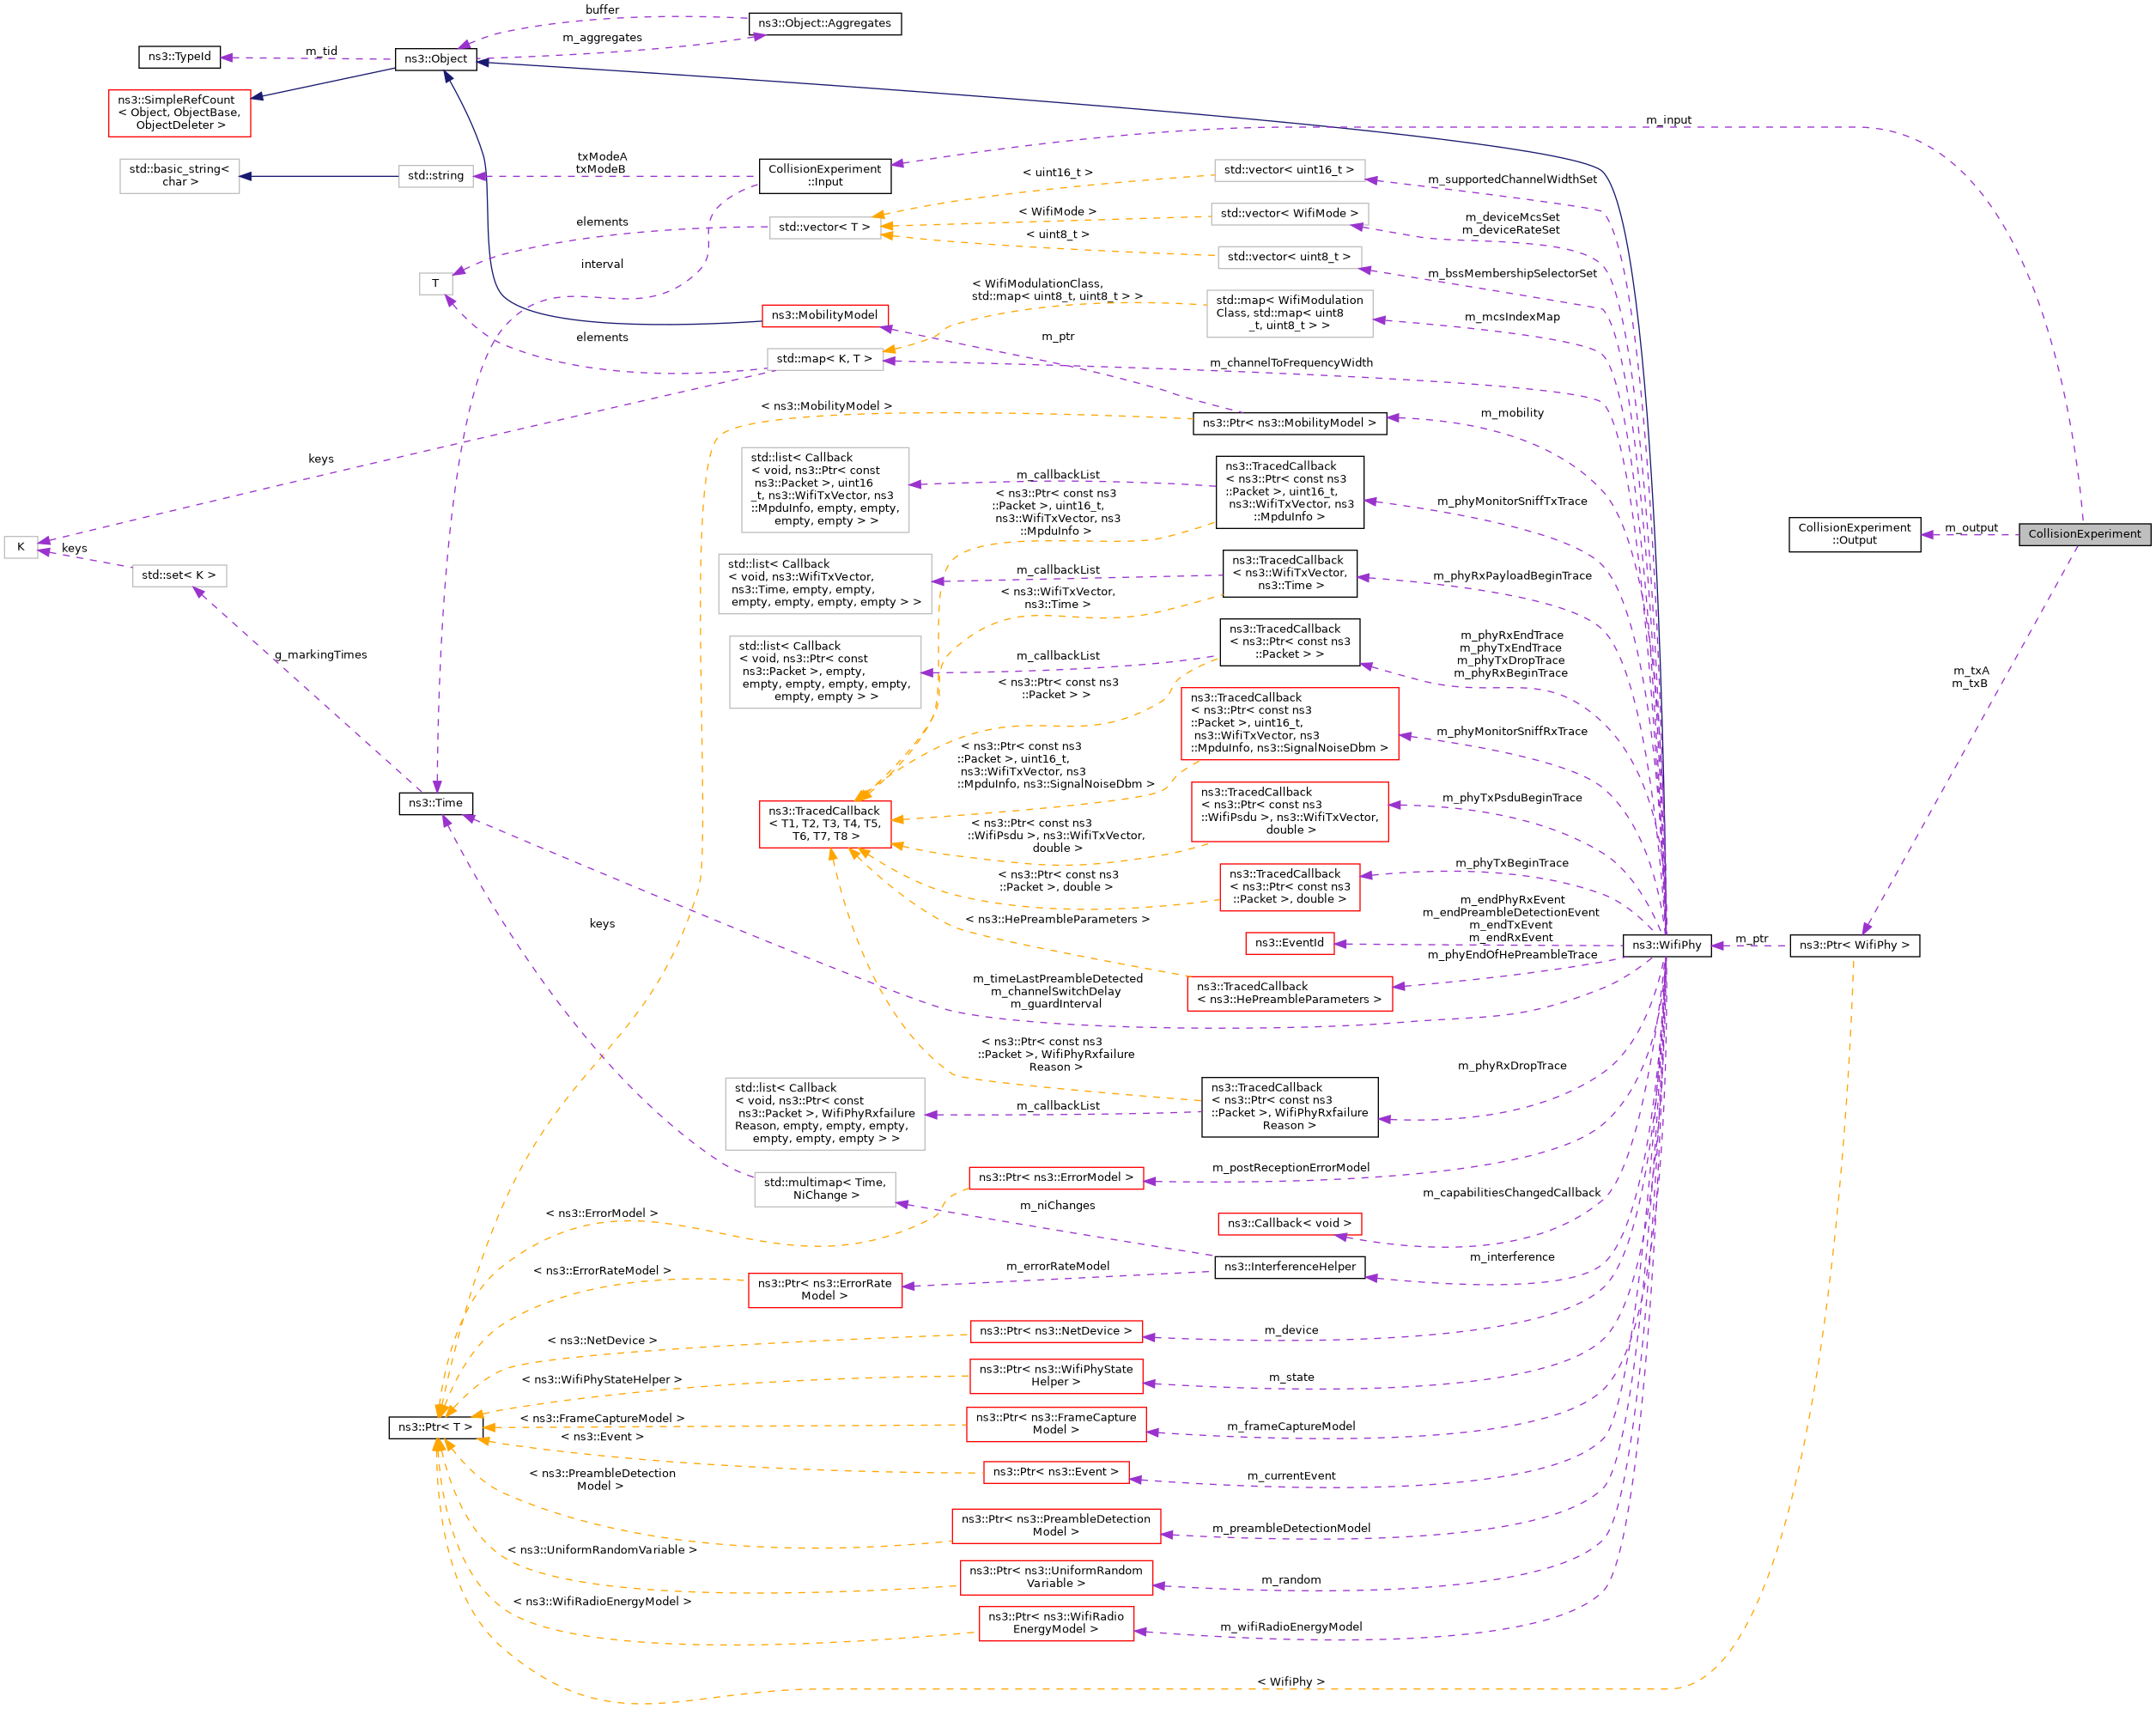 buffer
ns3::Object::Aggregates
m_aggregates
m_tid
ns3::TypeId
ns3::Object
ns3::SimpleRefCount
< Object, ObjectBase,
ObjectDeleter >
m_input
txModeA
txModeB
CollisionExperiment
::Input
std::basic_string<
char >
std::string
< uint16_t >
std::vector< uint16_t >
m_supportedChannelWidthSet
elements
std::vector< T >
< WifiMode >
std::vector< WifiMode >
m_deviceMcsSet
m_deviceRateSet
< uint8_t >
std::vector< uint8_t >
m_bssMembershipSelectorSet
interval
T
< WifiModulationClass,
std::map< uint8_t, uint8_t > >
std::map< WifiModulation
Class, std::map< uint8
_t, uint8_t > >
m_mcsIndexMap
ns3::MobilityModel
m_ptr
elements
std::map< K, T >
m_channelToFrequencyWidth
< ns3::MobilityModel >
ns3::Ptr< ns3::MobilityModel >
m_mobility
keys
std::list< Callback
< void, ns3::Ptr< const
ns3::Packet >, uint16
_t, ns3::WifiTxVector, ns3
::MpduInfo, empty, empty,
empty, empty > >
m_callbackList
< ns3::Ptr< const ns3
::Packet >, uint16_t,
ns3::WifiTxVector, ns3
::MpduInfo >
ns3::TracedCallback
< ns3::Ptr< const ns3
::Packet >, uint16_t,
ns3::WifiTxVector, ns3
::MpduInfo >
m_phyMonitorSniffTxTrace
CollisionExperiment
::Output
m_output
CollisionExperiment
K
keys
std::set< K >
std::list< Callback
< void, ns3::WifiTxVector,
ns3::Time, empty, empty,
empty, empty, empty, empty > >
m_callbackList
< ns3::WifiTxVector,
ns3::Time >
ns3::TracedCallback
< ns3::WifiTxVector,
ns3::Time >
m_phyRxPayloadBeginTrace
g_markingTimes
std::list< Callback
< void, ns3::Ptr< const
ns3::Packet >, empty,
empty, empty, empty, empty,
empty, empty > >
m_callbackList
< ns3::Ptr< const ns3
::Packet > >
ns3::TracedCallback
< ns3::Ptr< const ns3
::Packet > >
m_phyRxEndTrace
m_phyTxEndTrace
m_phyTxDropTrace
m_phyRxBeginTrace
m_txA
m_txB
< ns3::Ptr< const ns3
::Packet >, uint16_t,
ns3::WifiTxVector, ns3
::MpduInfo, ns3::SignalNoiseDbm >
ns3::TracedCallback
< ns3::Ptr< const ns3
::Packet >, uint16_t,
ns3::WifiTxVector, ns3
::MpduInfo, ns3::SignalNoiseDbm >
m_phyMonitorSniffRxTrace
ns3::Time
ns3::TracedCallback
< T1, T2, T3, T4, T5,
T6, T7, T8 >
< ns3::Ptr< const ns3
::WifiPsdu >, ns3::WifiTxVector,
double >
ns3::TracedCallback
< ns3::Ptr< const ns3
::WifiPsdu >, ns3::WifiTxVector,
double >
m_phyTxPsduBeginTrace
< ns3::Ptr< const ns3
::Packet >, double >
ns3::TracedCallback
< ns3::Ptr< const ns3
::Packet >, double >
m_phyTxBeginTrace
keys
< ns3::HePreambleParameters >
ns3::EventId
m_endPhyRxEvent
m_endPreambleDetectionEvent
m_endTxEvent
m_endRxEvent
ns3::WifiPhy
m_ptr
ns3::Ptr< WifiPhy >
m_phyEndOfHePreambleTrace
ns3::TracedCallback
< ns3::HePreambleParameters >
m_timeLastPreambleDetected
m_channelSwitchDelay
m_guardInterval
< ns3::Ptr< const ns3
::Packet >, WifiPhyRxfailure
Reason >
ns3::TracedCallback
< ns3::Ptr< const ns3
::Packet >, WifiPhyRxfailure
Reason >
m_phyRxDropTrace
std::list< Callback
< void, ns3::Ptr< const
ns3::Packet >, WifiPhyRxfailure
Reason, empty, empty, empty,
empty, empty, empty > >
m_callbackList
std::multimap< Time,
NiChange >
ns3::Ptr< ns3::ErrorModel >
m_postReceptionErrorModel
m_niChanges
m_capabilitiesChangedCallback
< ns3::ErrorModel >
ns3::Callback< void >
< ns3::ErrorRateModel >
ns3::Ptr< ns3::ErrorRate
Model >
m_errorRateModel
ns3::InterferenceHelper
m_interference
< ns3::NetDevice >
ns3::Ptr< ns3::NetDevice >
m_device
< ns3::WifiPhyStateHelper >
ns3::Ptr< ns3::WifiPhyState
Helper >
m_state
ns3::Ptr< T >
< ns3::FrameCaptureModel >
ns3::Ptr< ns3::FrameCapture
Model >
m_frameCaptureModel
< ns3::Event >
ns3::Ptr< ns3::Event >
m_currentEvent
< ns3::PreambleDetection
Model >
ns3::Ptr< ns3::PreambleDetection
Model >
m_preambleDetectionModel
< ns3::UniformRandomVariable >
ns3::Ptr< ns3::UniformRandom
Variable >
m_random
< ns3::WifiRadioEnergyModel >
ns3::Ptr< ns3::WifiRadio
EnergyModel >
m_wifiRadioEnergyModel
< WifiPhy >